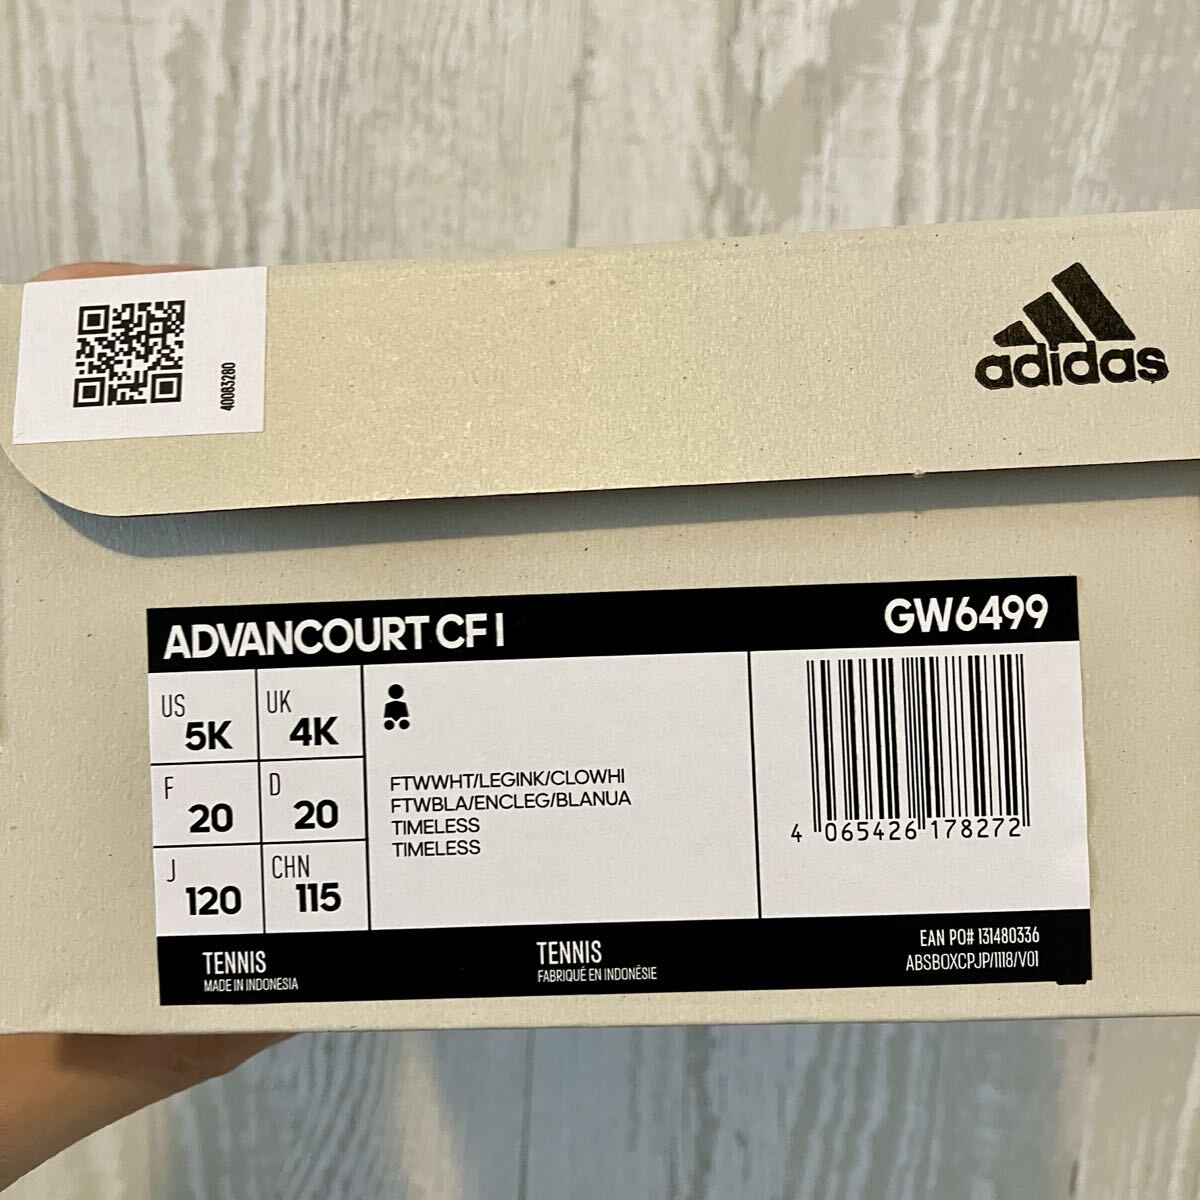 40083280
adidas
ADVANCOURT CF I
GW6499
US
5K
UK
4K
F
20
D
20
J
120
CHN
115
FTWWHT/LEGINK/CLOWHI
FTWBLA/ENCLEG/BLANUA
TIMELESS
TIMELESS
4 065426 178272
TENNIS
MADE IN INDONESIA
TENNIS
FABRIQUÉ EN INDONÉSIE
EAN PO# 131480336
ABSBOXCPJP/1118/V01